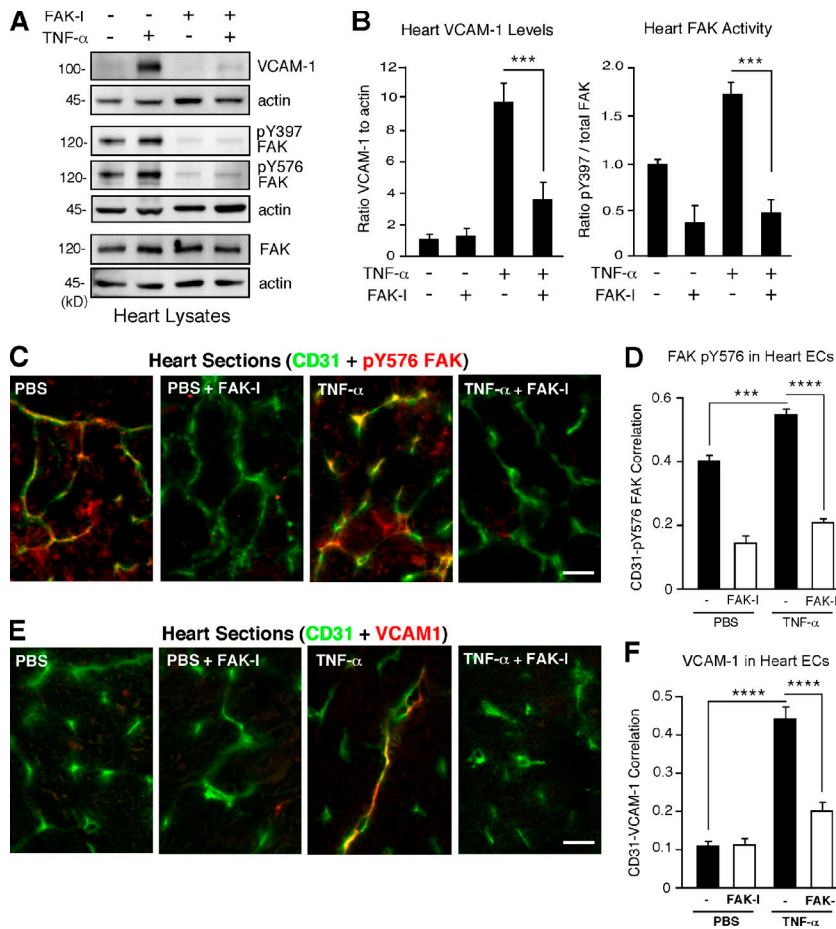 A
FAK-I - - + +
TNF-α - + - +
100- VCAM-1
45- actin
120- pY397 FAK
120- pY576 FAK
45- actin
120- FAK
45- actin
(kD)
Heart Lysates
B
Heart VCAM-1 Levels
Ratio VCAM-1 to actin
12
10
8
6
4
2
0
***
TNF-α - - + +
FAK-I - + - +
Heart FAK Activity
Ratio pY397 / total FAK
2.0
1.5
1.0
0.5
0
***
TNF-α - - + +
FAK-I - + - +
C
Heart Sections (CD31 + pY576 FAK)
PBS
PBS + FAK-I
TNF-α
TNF-α + FAK-I
D
FAK pY576 in Heart ECs
CD31-pY576 FAK Correlation
0.6
0.4
0.2
0
***
****
- FAK-I - FAK-I
PBS TNF-α
E
Heart Sections (CD31 + VCAM1)
PBS
PBS + FAK-I
TNF-α
TNF-α + FAK-I
F
VCAM-1 in Heart ECs
CD31-VCAM-1 Correlation
0.5
0.4
0.3
0.2
0.1
0
****
****
- FAK-I - FAK-
PBS TNF-α